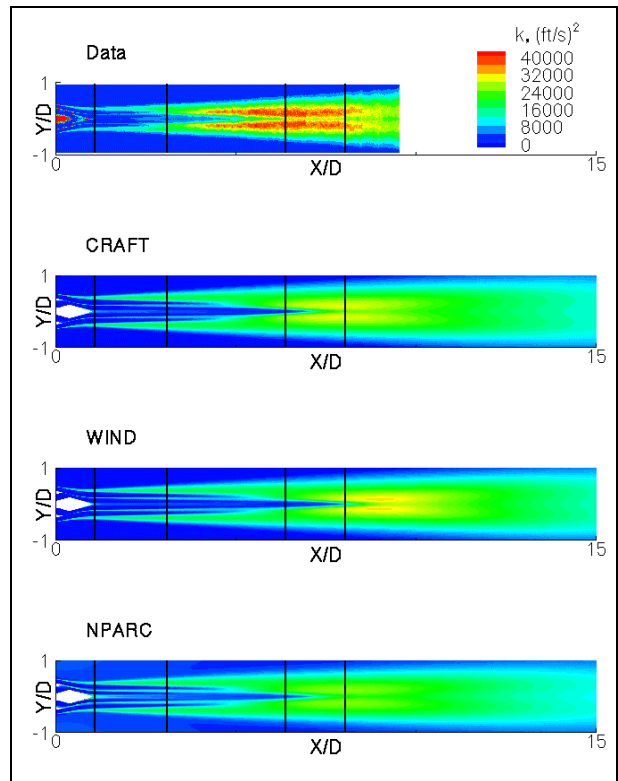 k, (ft/s)²
Data
40000
32000
24000
16000
8000
0
1
Y/D
-1
0
X/D
15
CRAFT
1
Y/D
-1
0
X/D
15
WIND
1
Y/D
-1
0
X/D
15
NPARC
1
Y/D
-1
0
X/D
15